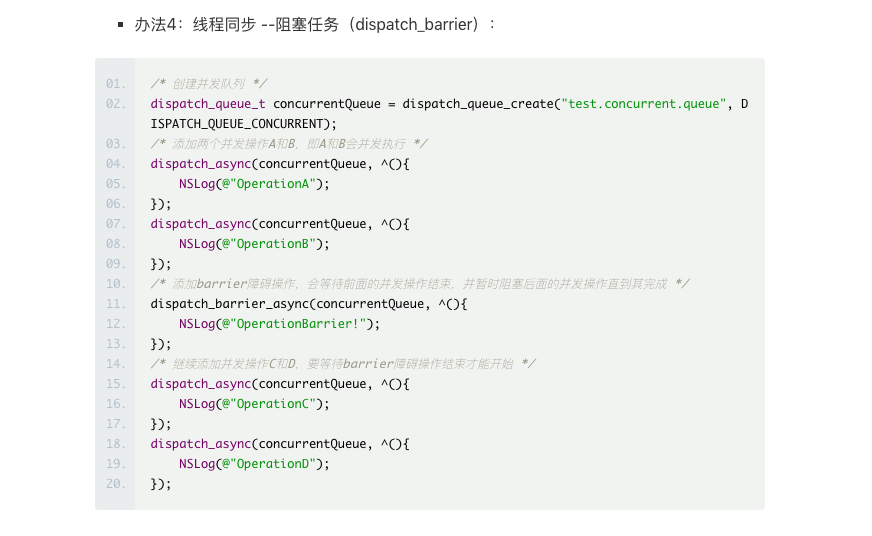 ▪ 办法4：线程同步 --阻塞任务（dispatch_barrier）：
01. /* 创建并发队列 */
02. dispatch_queue_t concurrentQueue = dispatch_queue_create("test.concurrent.queue", D
ISPATCH_QUEUE_CONCURRENT);
03. /* 添加两个并发操作A和B，即A和B会并发执行 */
04. dispatch_async(concurrentQueue, ^(){
05.     NSLog(@"OperationA");
06. });
07. dispatch_async(concurrentQueue, ^(){
08.     NSLog(@"OperationB");
09. });
10. /* 添加barrier障碍操作，会等待前面的并发操作结束，并暂时阻塞后面的并发操作直到其完成 */
11. dispatch_barrier_async(concurrentQueue, ^(){
12.     NSLog(@"OperationBarrier!");
13. });
14. /* 继续添加并发操作C和D，要等待barrier障碍操作结束才能开始 */
15. dispatch_async(concurrentQueue, ^(){
16.     NSLog(@"OperationC");
17. });
18. dispatch_async(concurrentQueue, ^(){
19.     NSLog(@"OperationD");
20. });